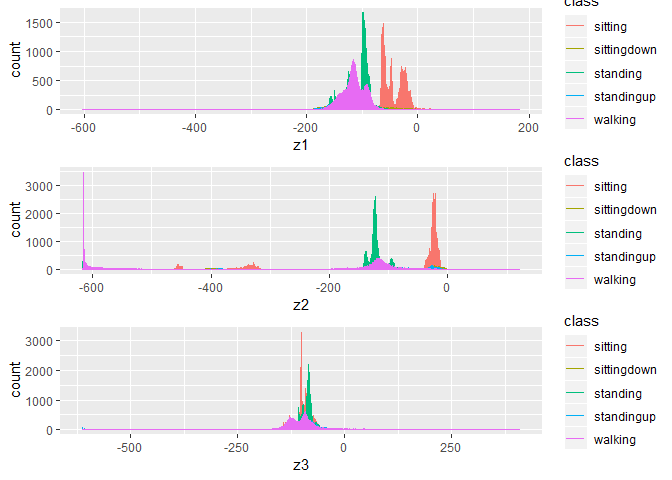 class
sitting
sittingdown
standing
standingup
walking
1500
1000
500
0
count
-600
-400
-200
0
200
z1
class
sitting
sittingdown
standing
standingup
walking
3000
2000
1000
0
count
-600
-400
-200
0
z2
class
sitting
sittingdown
standing
standingup
walking
3000
2000
1000
0
count
-500
-250
0
250
z3